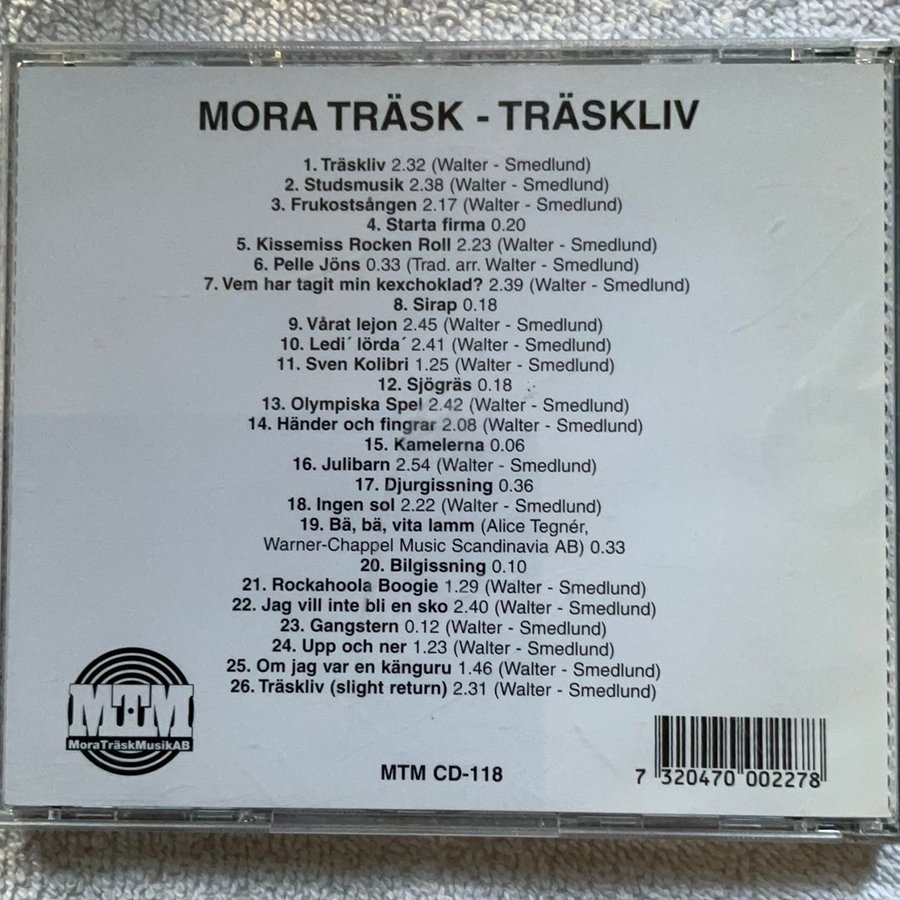 MORA TRÄSK - TRÄSKLIV
1. Träskliv 2.32 (Walter - Smedlund)
2. Studsmusik 2.38 (Walter - Smedlund)
3. Frukostsången 2.17 (Walter - Smedlund)
4. Starta firma 0.20
5. Kissemiss Rocken Roll 2.23 (Walter - Smedlund)
6. Pelle Jöns 0.33 (Trad. arr. Walter - Smedlund)
7. Vem har tagit min kexchoklad? 2.39 (Walter - Smedlund)
8. Sirap 0.18
9. Vårat lejon 2.45 (Walter - Smedlund)
10. Ledi´ lörda´ 2.41 (Walter - Smedlund)
11. Sven Kolibri 1.25 (Walter - Smedlund)
12. Sjögräs 0.18
13. Olympiska Spel 2.42 (Walter - Smedlund)
14. Händer och fingrar 2.08 (Walter - Smedlund)
15. Kamelerna 0.06
16. Julibarn 2.54 (Walter - Smedlund)
17. Djurgissning 0.36
18. Ingen sol 2.22 (Walter - Smedlund)
19. Bä, bä, vita lamm (Alice Tegnér,
Warner-Chappel Music Scandinavia AB) 0.33
20. Bilgissning 0.10
21. Rockahoola Boogie 1.29 (Walter - Smedlund)
22. Jag vill inte bli en sko 2.40 (Walter - Smedlund)
23. Gangstern 0.12 (Walter - Smedlund)
24. Upp och ner 1.23 (Walter - Smedlund)
25. Om jag var en känguru 1.46 (Walter - Smedlund)
26. Träskliv (slight return) 2.31 (Walter - Smedlund)
MTM
MoraTräskMusikAB
MTM CD-118
7 320470 002278